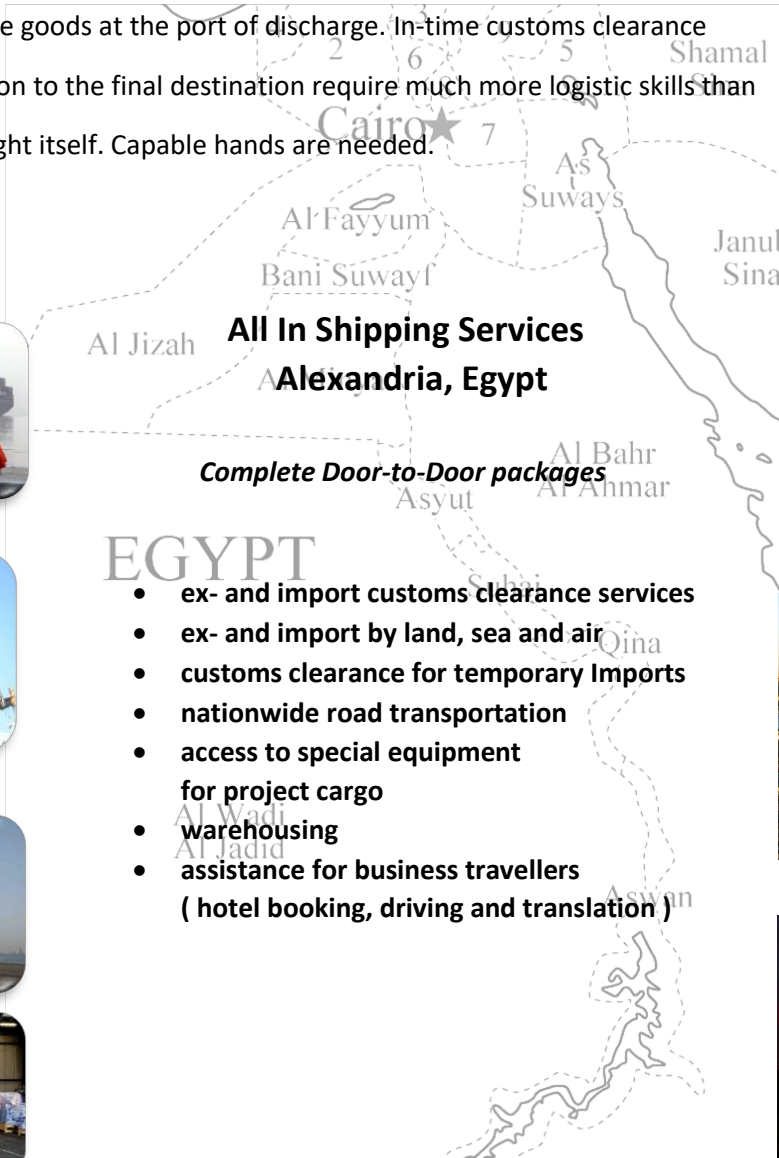 e goods at the port of discharge. In-time customs clearance
on to the final destination require much more logistic skills than
ght itself. Capable hands are needed.
2
6
5
Shamal
Cairo
7
As
Suways
Al Fayyum
Janul
Sina
Bani Suwayf
Al Jizah
All In Shipping Services
Alexandria, Egypt
Complete Door-to-Door packages
Al Bahr
Al Ahmar
Asyut
EGYPT
• ex- and import customs clearance services
• ex- and import by land, sea and air
Qina
• customs clearance for temporary Imports
• nationwide road transportation
• access to special equipment
for project cargo
Al Wadi
• warehousing
Al Jadid
• assistance for business travellers
( hotel booking, driving and translation )
Aswan